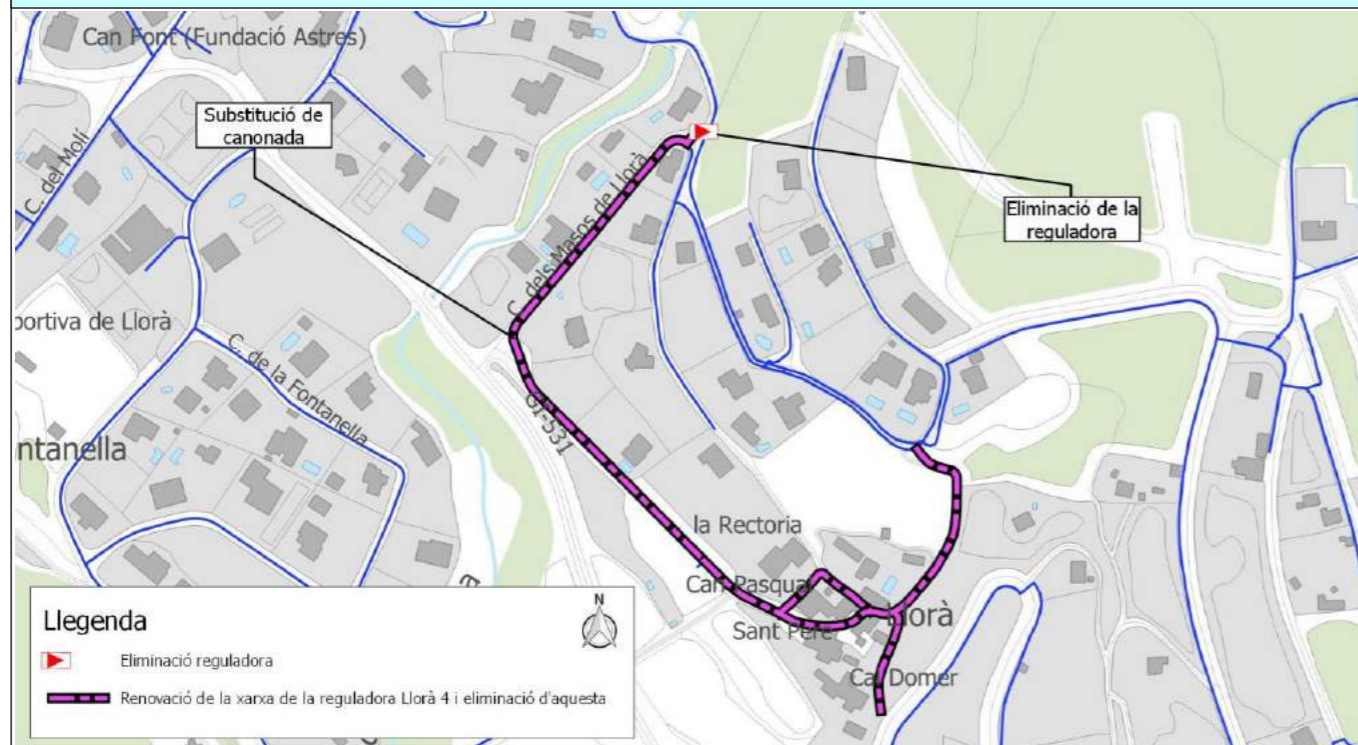 Can Font (Fundació Astres)
Substitució de
canonada
C. del Molí
C. dels Masos de Llorà
Eliminació de la
reguladora
portiva de Llorà
C. de la Fontanella
GI-531
ntanella
la Rectoria
Can Pasqual
Sant Pere
Llorà
Ca Domer
Llegenda
N
Eliminació reguladora
Renovació de la xarxa de la reguladora Llorà 4 i eliminació d'aquesta